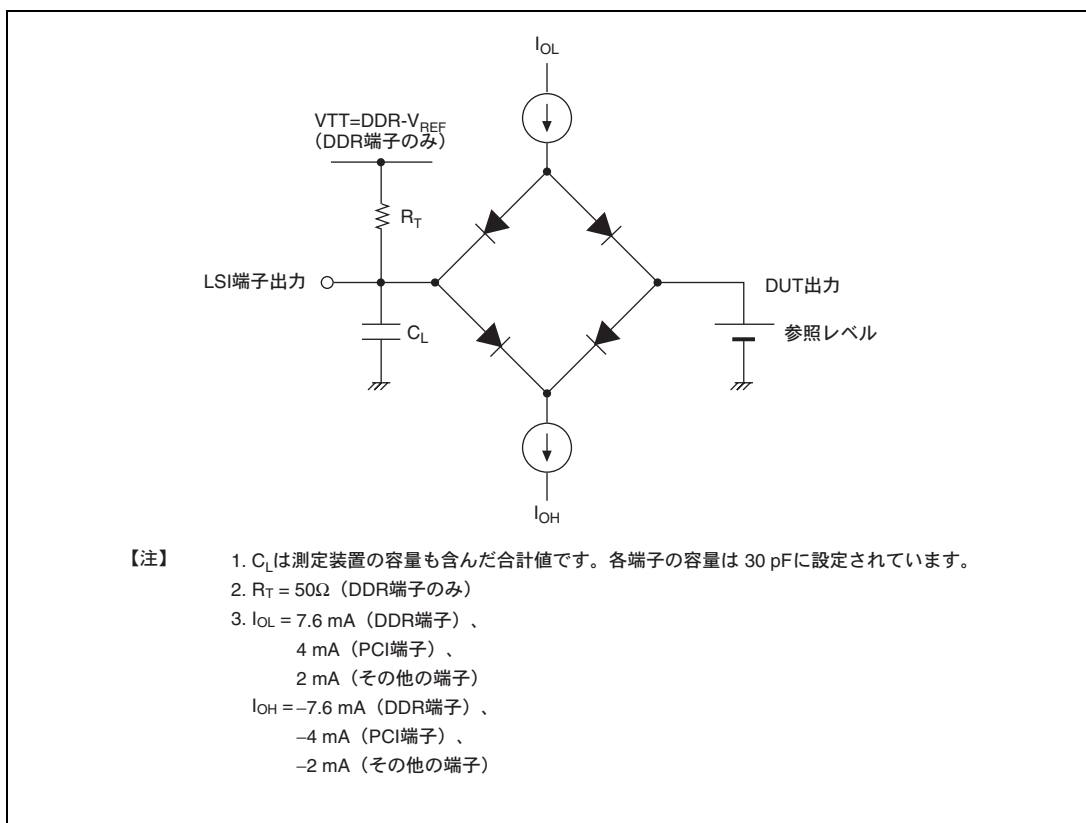 I_OL
VTT=DDR-V_REF
（DDR端子のみ）
R_T
LSI端子出力
DUT出力
C_L
参照レベル
I_OH
【注】 1. C_Lは測定装置の容量も含んだ合計値です。各端子の容量は 30 pFに設定されています。
2. R_T = 50Ω（DDR端子のみ）
3. I_OL = 7.6 mA（DDR端子）、
4 mA（PCI端子）、
2 mA（その他の端子）
I_OH = –7.6 mA（DDR端子）、
–4 mA（PCI端子）、
–2 mA（その他の端子）